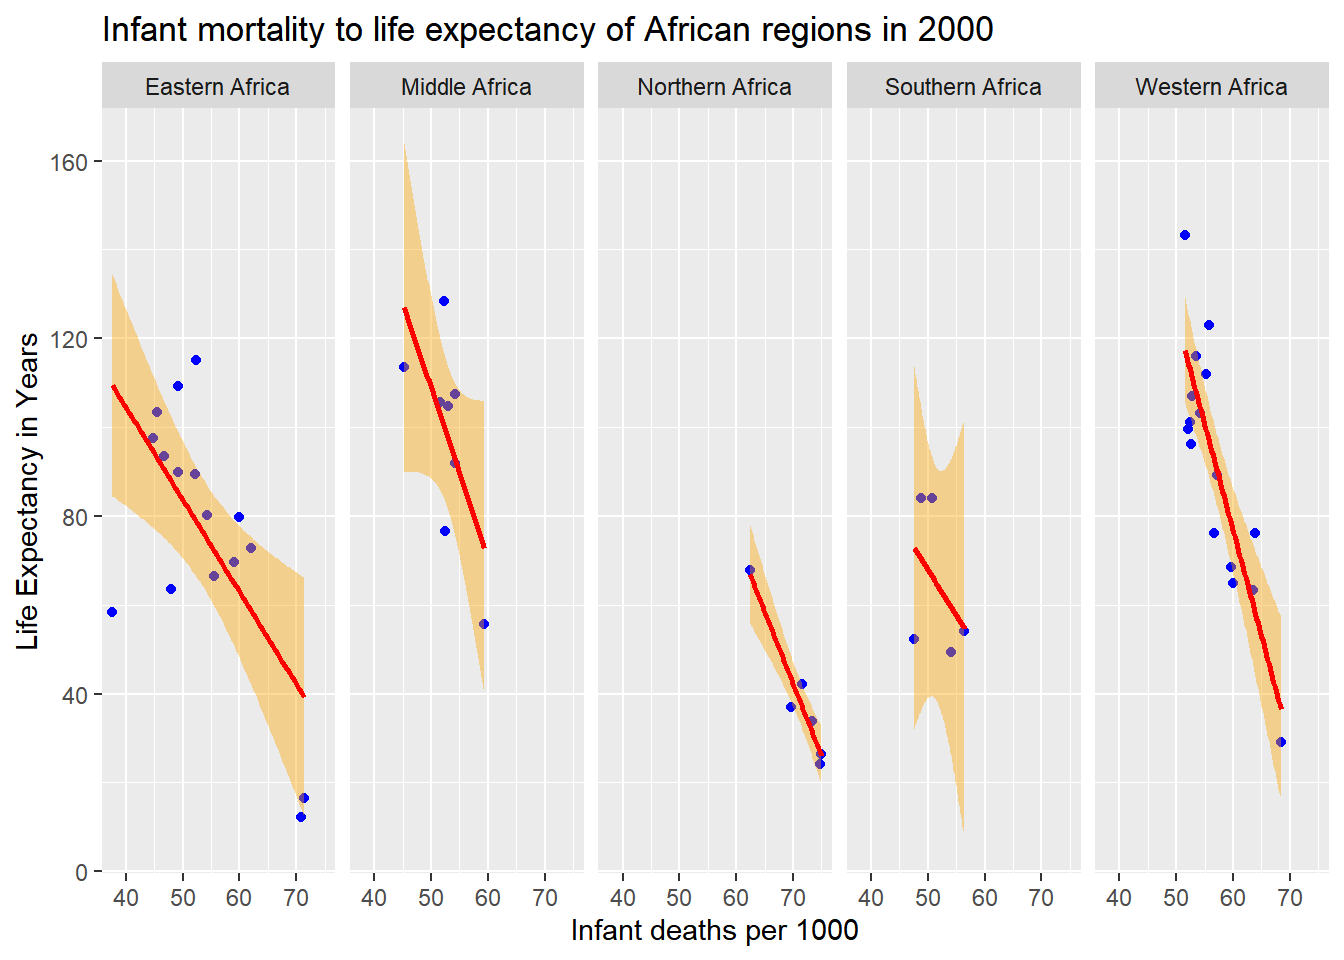 Infant mortality to life expectancy of African regions in 2000
Eastern Africa Middle Africa Northern Africa Southern Africa Western Africa
160
120
80
40
0
Life Expectancy in Years
40 50 60 70 40 50 60 70 40 50 60 70 40 50 60 70 40 50 60 70
Infant deaths per 1000